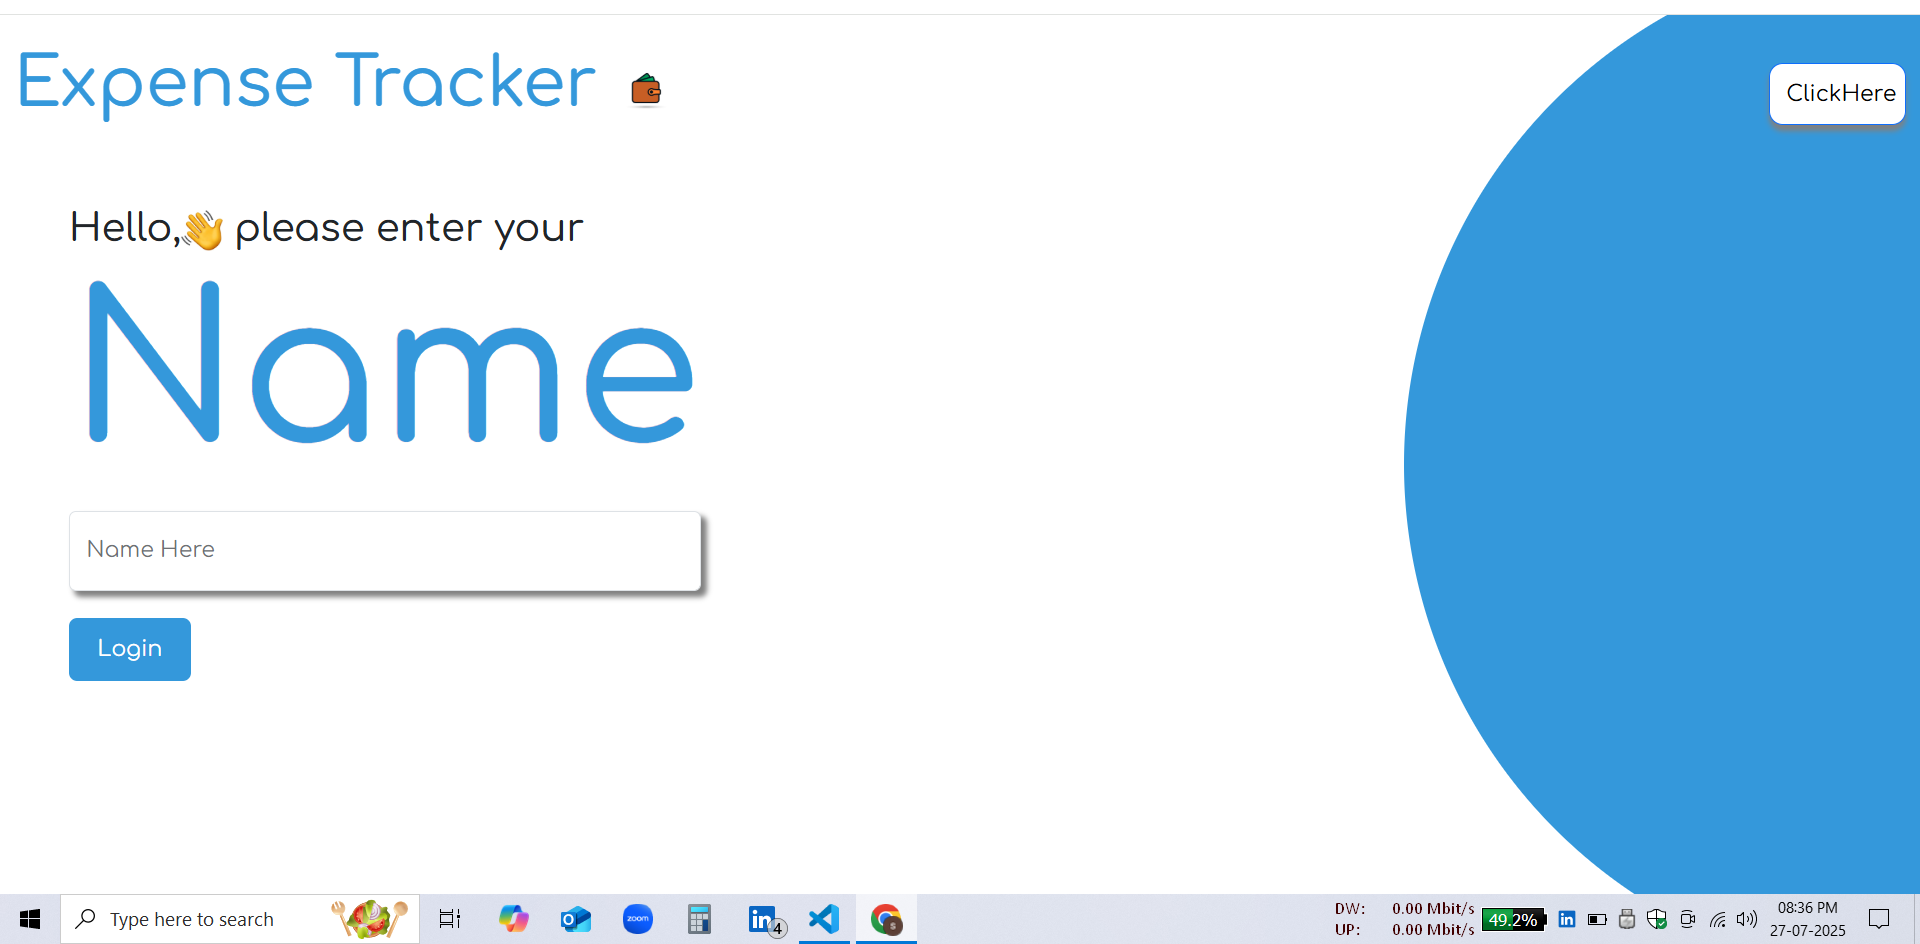 Expense Tracker
ClickHere
Hello,👋 please enter your
Name
Name Here
Login
Type here to search
zoom
4
DW: 0.00 Mbit/s
UP: 0.00 Mbit/s
49.2%
08:36 PM
27-07-2025